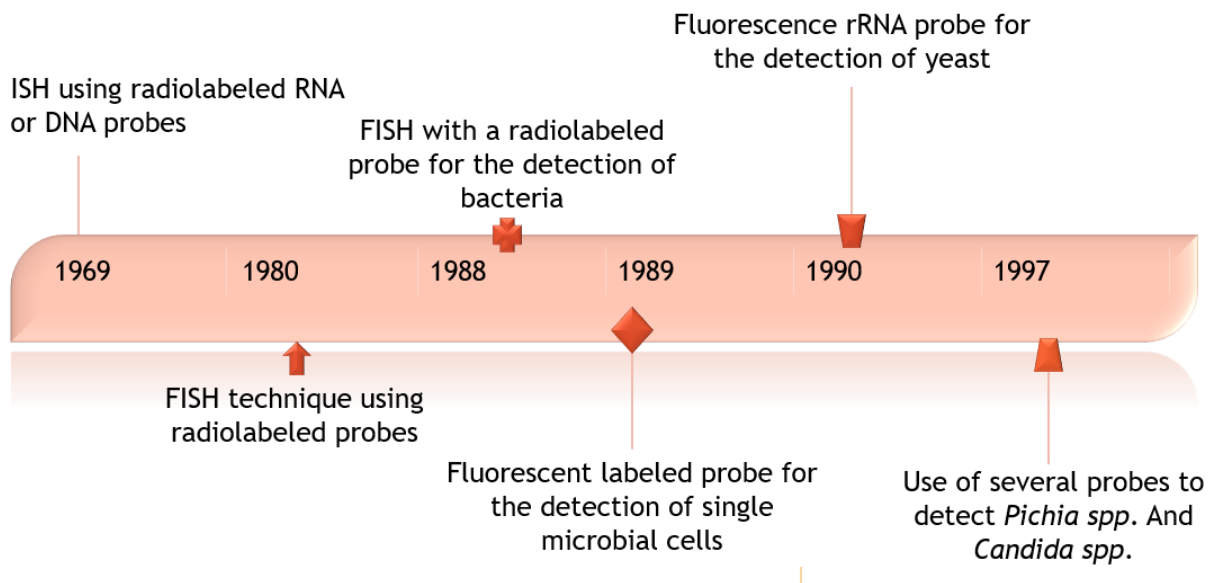 ISH using radiolabeled RNA
or DNA probes
FISH with a radiolabeled
probe for the detection of
bacteria
Fluorescence rRNA probe for
the detection of yeast
1969
1980
1988
1989
1990
1997
FISH technique using
radiolabeled probes
Fluorescent labeled probe for
the detection of single
microbial cells
Use of several probes to
detect Pichia spp. And
Candida spp.